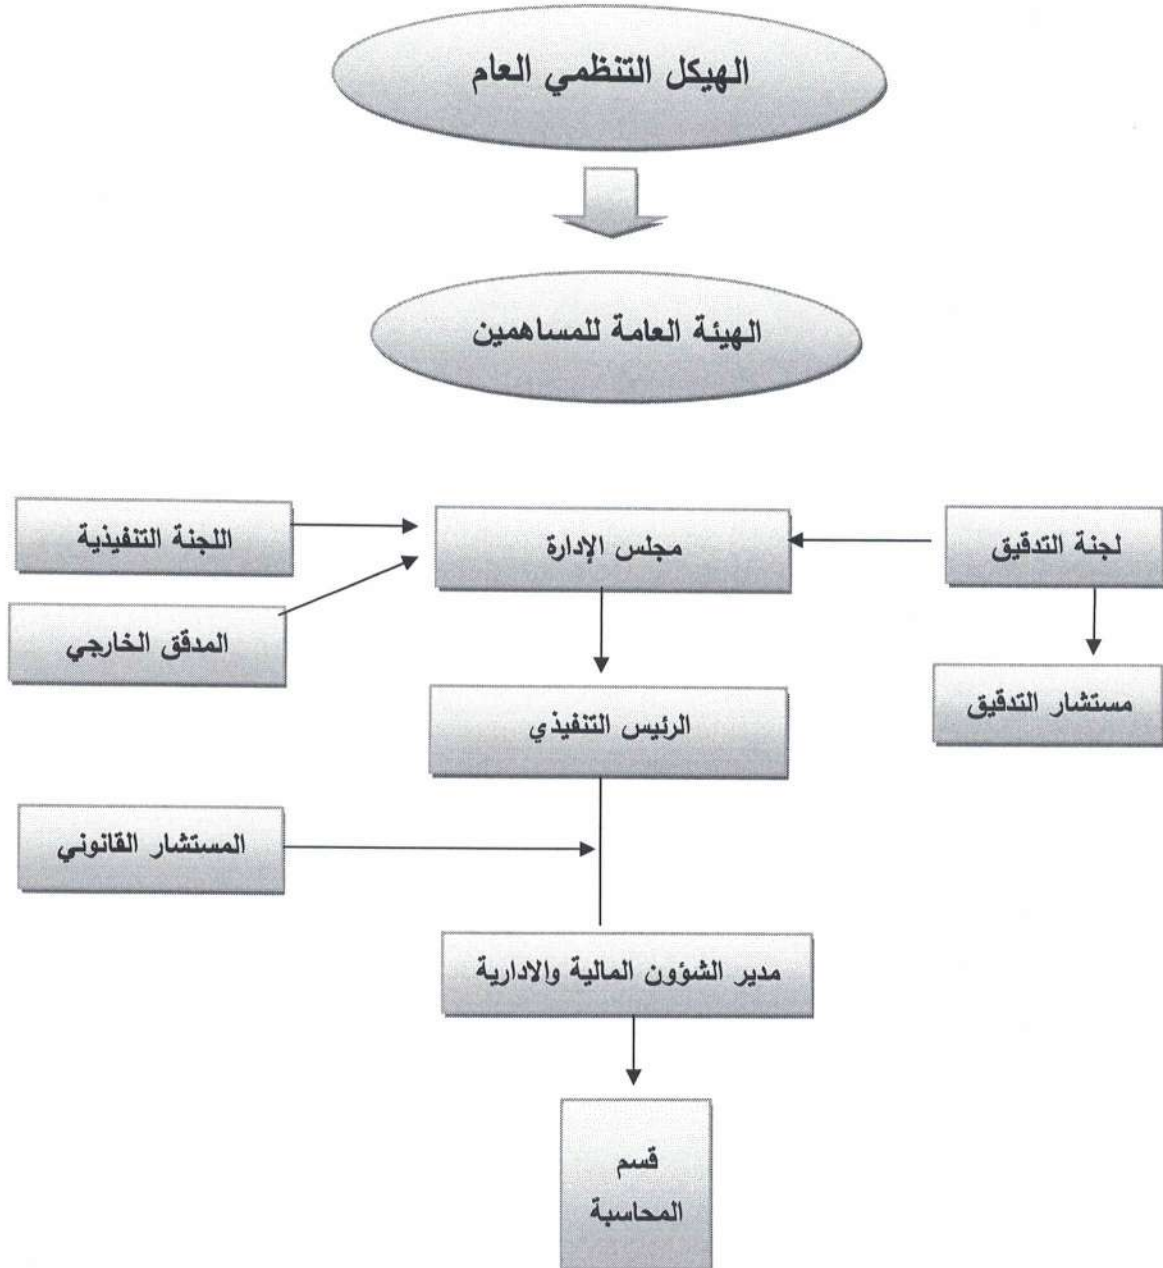 الهيكل التنظمي العام
الهيئة العامة للمساهمين
لجنة التدقيق
مجلس الإدارة
اللجنة التنفيذية
المدقق الخارجي
مستشار التدقيق
الرئيس التنفيذي
المستشار القانوني
مدير الشؤون المالية والادارية
قسم
المحاسبة